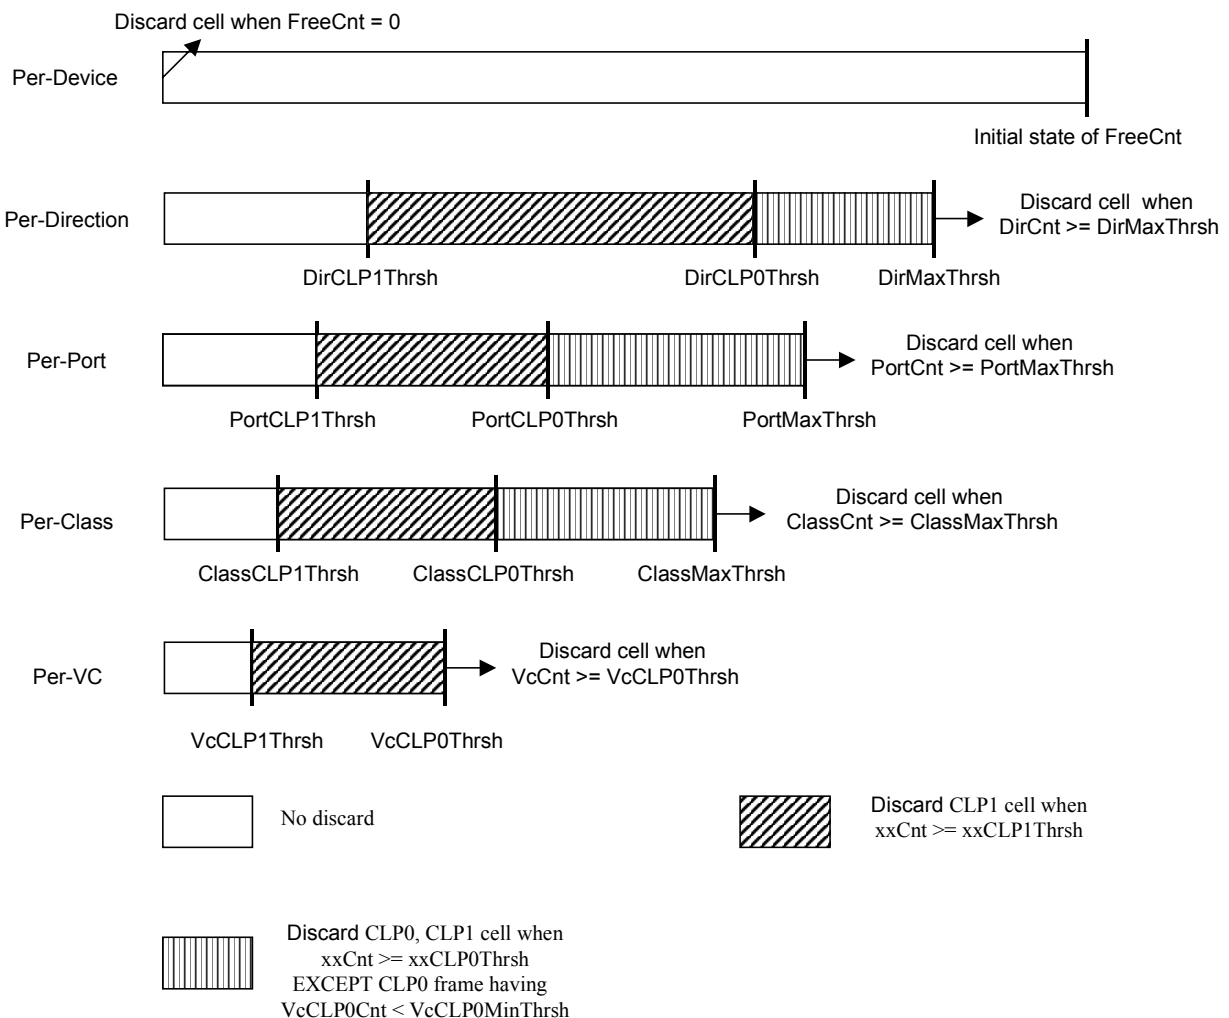 Discard cell when FreeCnt = 0
Per-Device
Initial state of FreeCnt
Per-Direction
Discard cell when
DirCnt >= DirMaxThrsh
DirCLP1Thrsh
DirCLP0Thrsh
DirMaxThrsh
Per-Port
Discard cell when
PortCnt >= PortMaxThrsh
PortCLP1Thrsh
PortCLP0Thrsh
PortMaxThrsh
Per-Class
Discard cell when
ClassCnt >= ClassMaxThrsh
ClassCLP1Thrsh
ClassCLP0Thrsh
ClassMaxThrsh
Per-VC
Discard cell when
VcCnt >= VcCLP0Thrsh
VcCLP1Thrsh
VcCLP0Thrsh
No discard
Discard CLP1 cell when
xxCnt >= xxCLP1Thrsh
Discard CLP0, CLP1 cell when
xxCnt >= xxCLP0Thrsh
EXCEPT CLP0 frame having
VcCLP0Cnt < VcCLP0MinThrsh